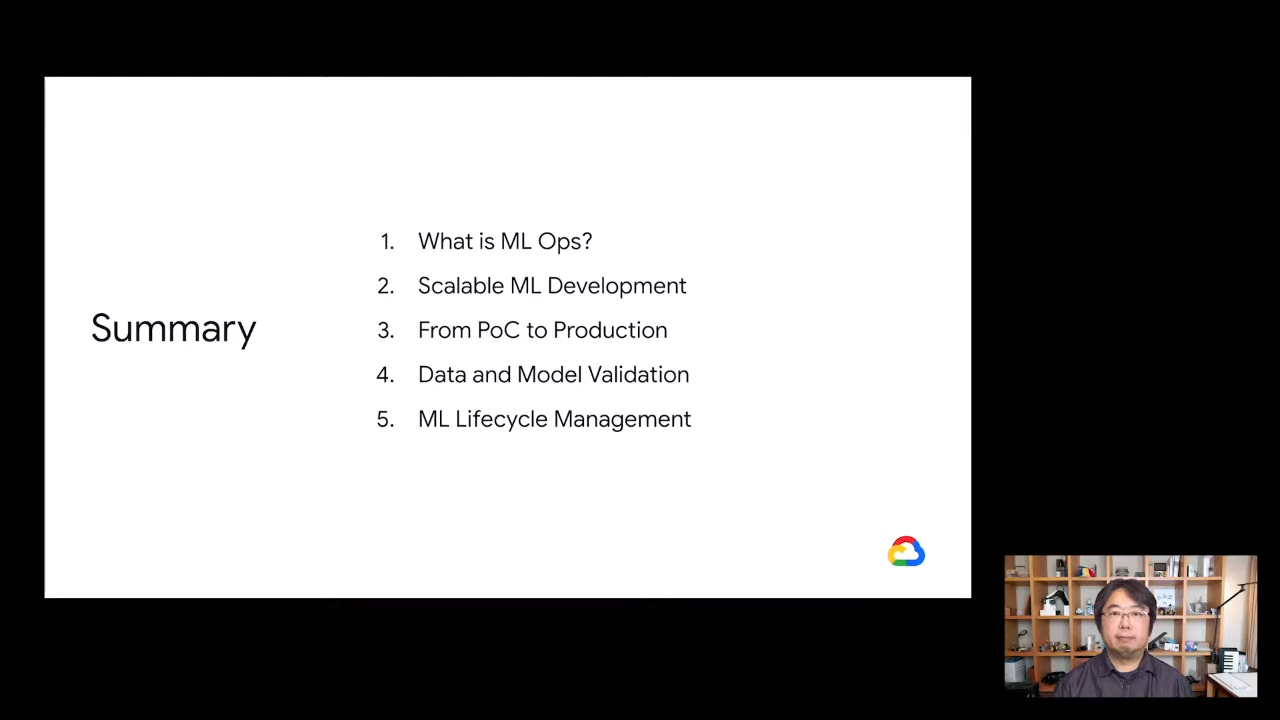 Summary
1. What is ML Ops?
2. Scalable ML Development
3. From PoC to Production
4. Data and Model Validation
5. ML Lifecycle Management